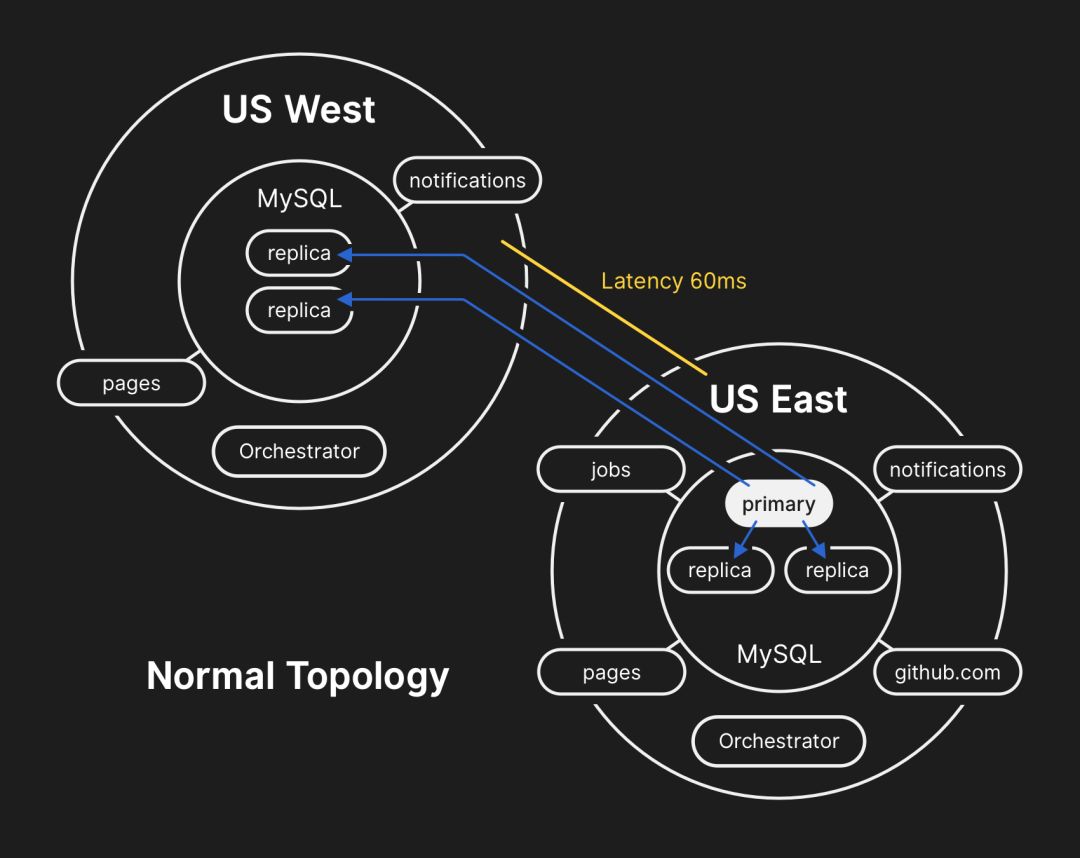 US West
MySQL
notifications
replica
replica
pages
Orchestrator
Latency 60ms
US East
jobs
notifications
primary
replica
replica
MySQL
pages
github.com
Orchestrator
Normal Topology